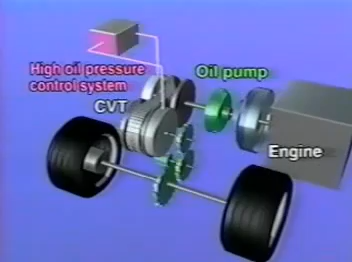 High oil pressure
control system
Oil pump
CVT
Engine